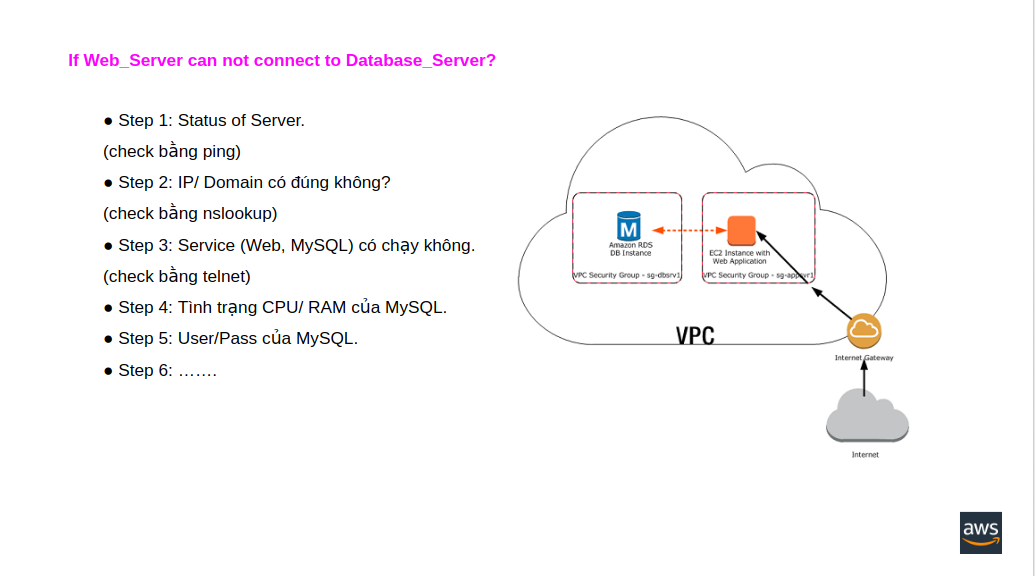 If Web_Server can not connect to Database_Server?
● Step 1: Status of Server.
(check bằng ping)
● Step 2: IP/ Domain có đúng không?
(check bằng nslookup)
● Step 3: Service (Web, MySQL) có chạy không.
(check bằng telnet)
● Step 4: Tình trạng CPU/ RAM của MySQL.
● Step 5: User/Pass của MySQL.
● Step 6: …….
M
Amazon RDS
DB Instance
VPC Security Group - sg-dbsrv1
EC2 Instance with
Web Application
VPC Security Group - sg-appsvr1
VPC
Internet Gateway
Internet
aws